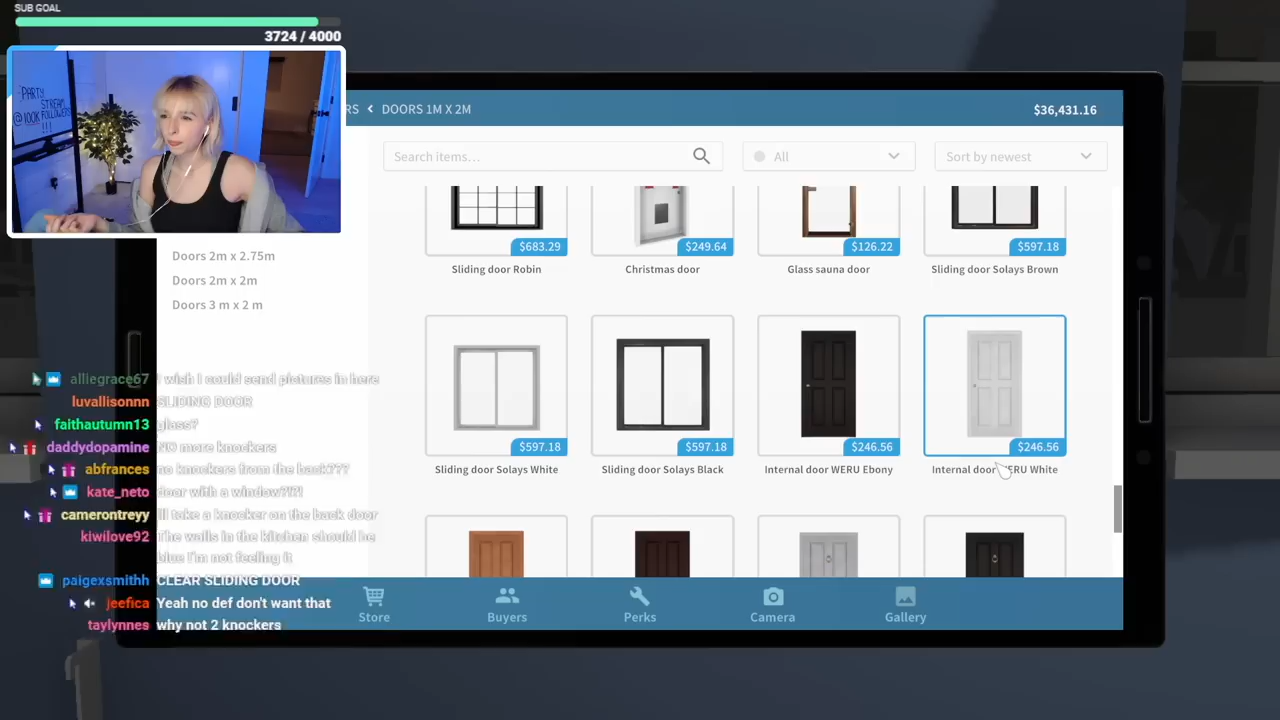 SUB GOAL
3724 / 4000
PARTY
STREAM
@ 100K FOLLOWERS
!!!
RS < DOORS 1M X 2M
$36,431.16
Search items...
All
Sort by newest
$683.29
$249.64
$126.22
$597.18
Sliding door Robin
Christmas door
Glass sauna door
Sliding door Solays Brown
Doors 2m x 2.75m
Doors 2m x 2m
Doors 3 m x 2 m
$597.18
$597.18
$246.56
$246.56
Sliding door Solays White
Sliding door Solays Black
Internal door WERU Ebony
Internal door WERU White
alliegrace67 I wish I could send pictures in here
luvallisonnn SLIDING DOOR
faithautumn13 glass?
daddydopamine NO more knockers
abfrances no knockers from the back???
kate_neto door with a window?!!
camerontreyy Ill take a knocker on the back door
kiwilove92 The walls in the kitchen should be
blue I'm not feeling it
paigexsmithh CLEAR SLIDING DOOR
jeefica Yeah no def don't want that
taylynnes why not 2 knockers
Store
Buyers
Perks
Camera
Gallery